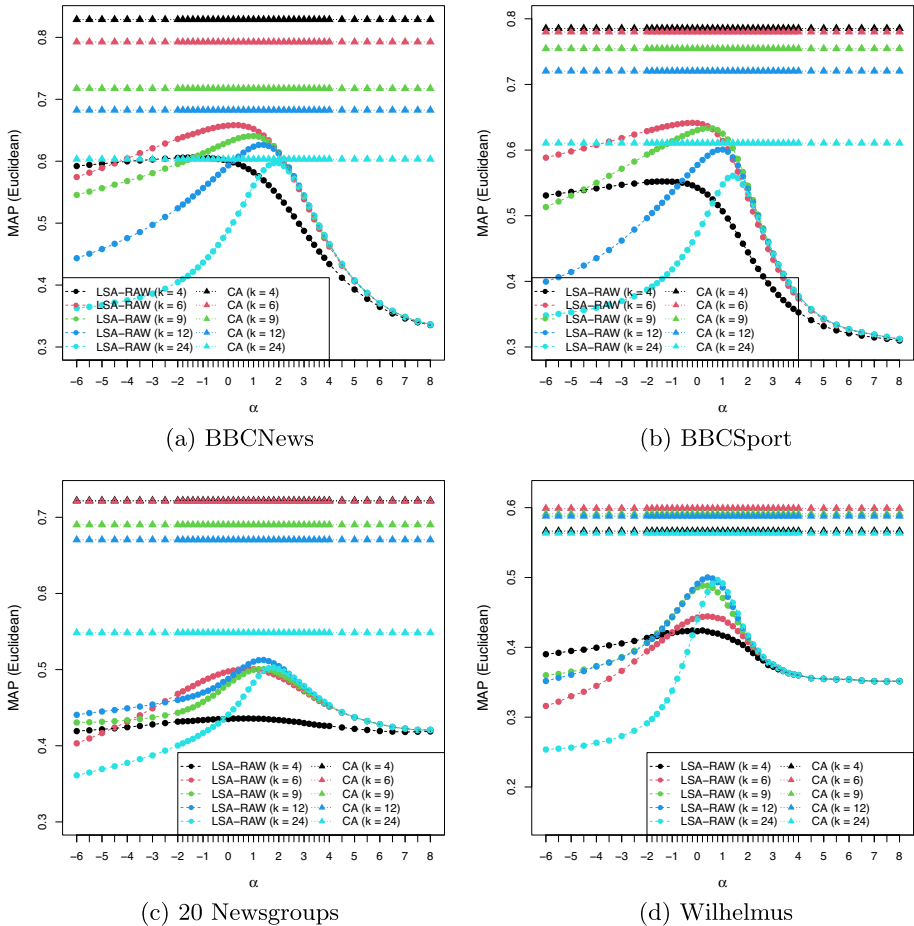 MAP (Euclidean)
0.8
0.7
0.6
0.5
0.4
0.3
LSA−RAW (k = 4) CA (k = 4)
LSA−RAW (k = 6) CA (k = 6)
LSA−RAW (k = 9) CA (k = 9)
LSA−RAW (k = 12) CA (k = 12)
LSA−RAW (k = 24) CA (k = 24)
−6 −5 −4 −3 −2 −1 0 1 2 3 4 5 6 7 8
α
(a) BBCNews
MAP (Euclidean)
0.8
0.7
0.6
0.5
0.4
0.3
LSA−RAW (k = 4) CA (k = 4)
LSA−RAW (k = 6) CA (k = 6)
LSA−RAW (k = 9) CA (k = 9)
LSA−RAW (k = 12) CA (k = 12)
LSA−RAW (k = 24) CA (k = 24)
−6 −5 −4 −3 −2 −1 0 1 2 3 4 5 6 7 8
α
(b) BBCSport
MAP (Euclidean)
0.7
0.6
0.5
0.4
0.3
LSA−RAW (k = 4) CA (k = 4)
LSA−RAW (k = 6) CA (k = 6)
LSA−RAW (k = 9) CA (k = 9)
LSA−RAW (k = 12) CA (k = 12)
LSA−RAW (k = 24) CA (k = 24)
−6 −5 −4 −3 −2 −1 0 1 2 3 4 5 6 7 8
α
(c) 20 Newsgroups
MAP (Euclidean)
0.6
0.5
0.4
0.3
0.2
LSA−RAW (k = 4) CA (k = 4)
LSA−RAW (k = 6) CA (k = 6)
LSA−RAW (k = 9) CA (k = 9)
LSA−RAW (k = 12) CA (k = 12)
LSA−RAW (k = 24) CA (k = 24)
−6 −5 −4 −3 −2 −1 0 1 2 3 4 5 6 7 8
α
(d) Wilhelmus